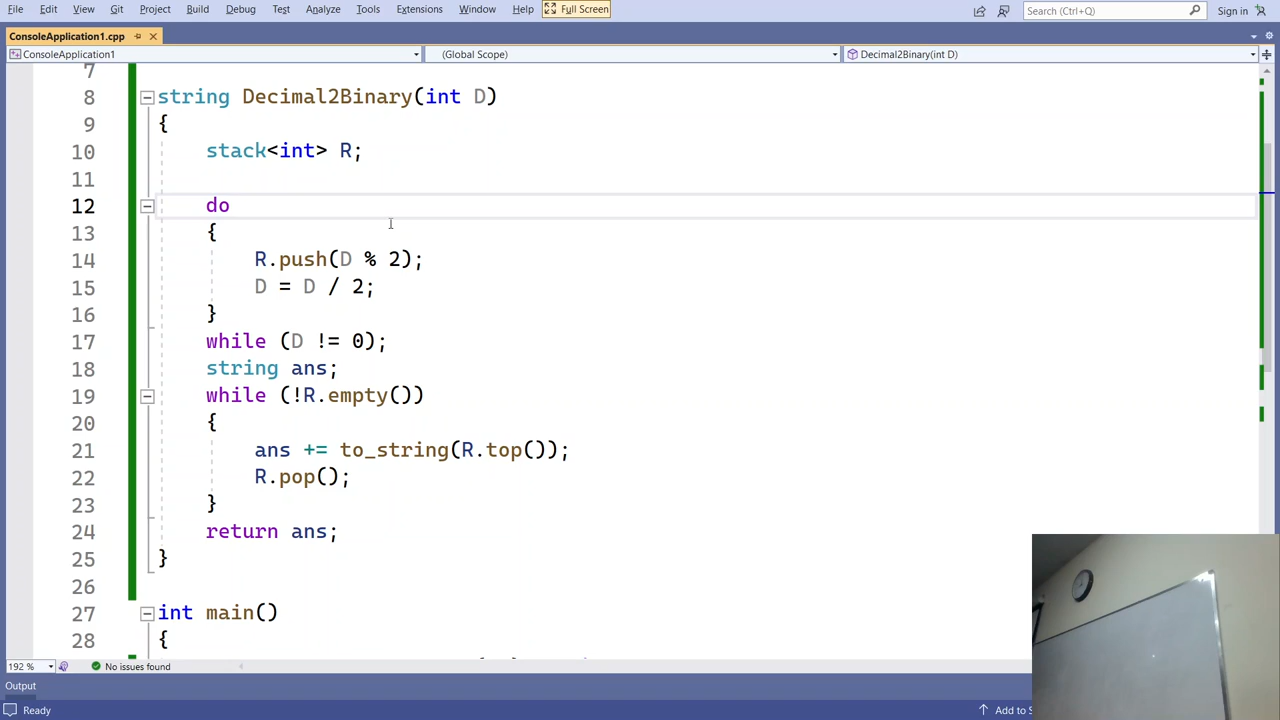 File Edit View Git Project Build Debug Test Analyze Tools Extensions Window Help Full Screen Search (Ctrl+Q) Sign in
ConsoleApplication1.cpp
ConsoleApplication1 (Global Scope) Decimal2Binary(int D)
7
8 string Decimal2Binary(int D)
9 {
10 stack<int> R;
11
12 do
13 {
14 R.push(D % 2);
15 D = D / 2;
16 }
17 while (D != 0);
18 string ans;
19 while (!R.empty())
20 {
21 ans += to_string(R.top());
22 R.pop();
23 }
24 return ans;
25 }
26
27 int main()
28 {
192 % No issues found
Output
Ready Add to S